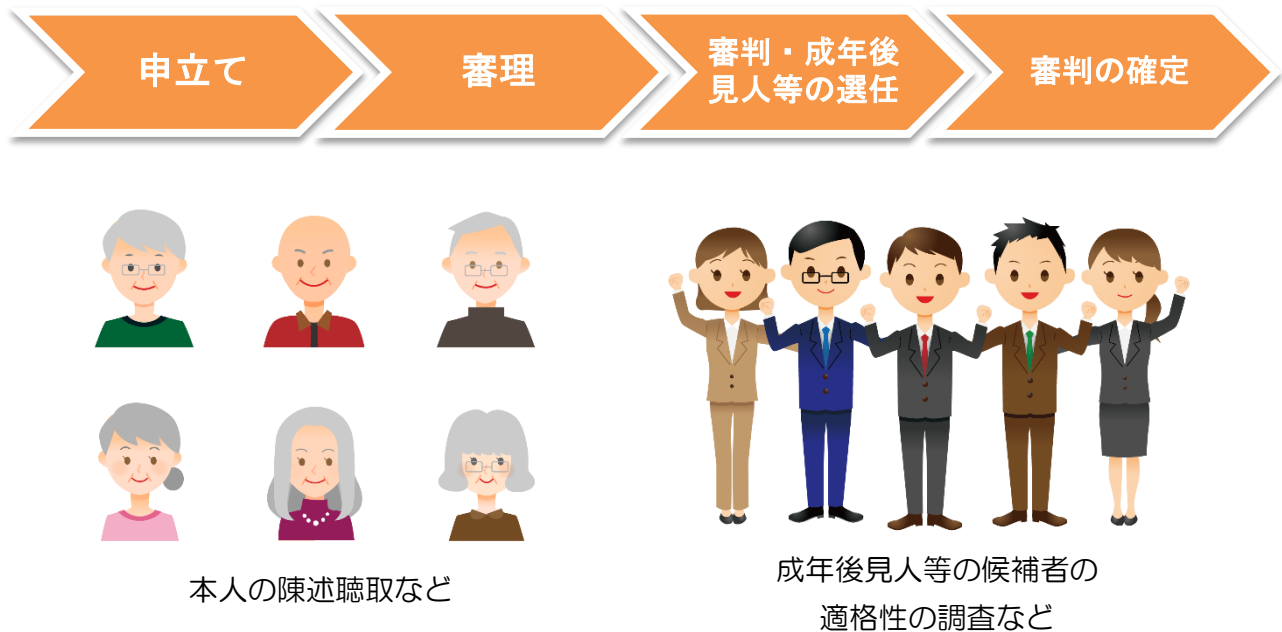 申立て
審理
審判・成年後
見人等の選任
審判の確定
本人の陳述聴取など
成年後見人等の候補者の
適格性の調査など